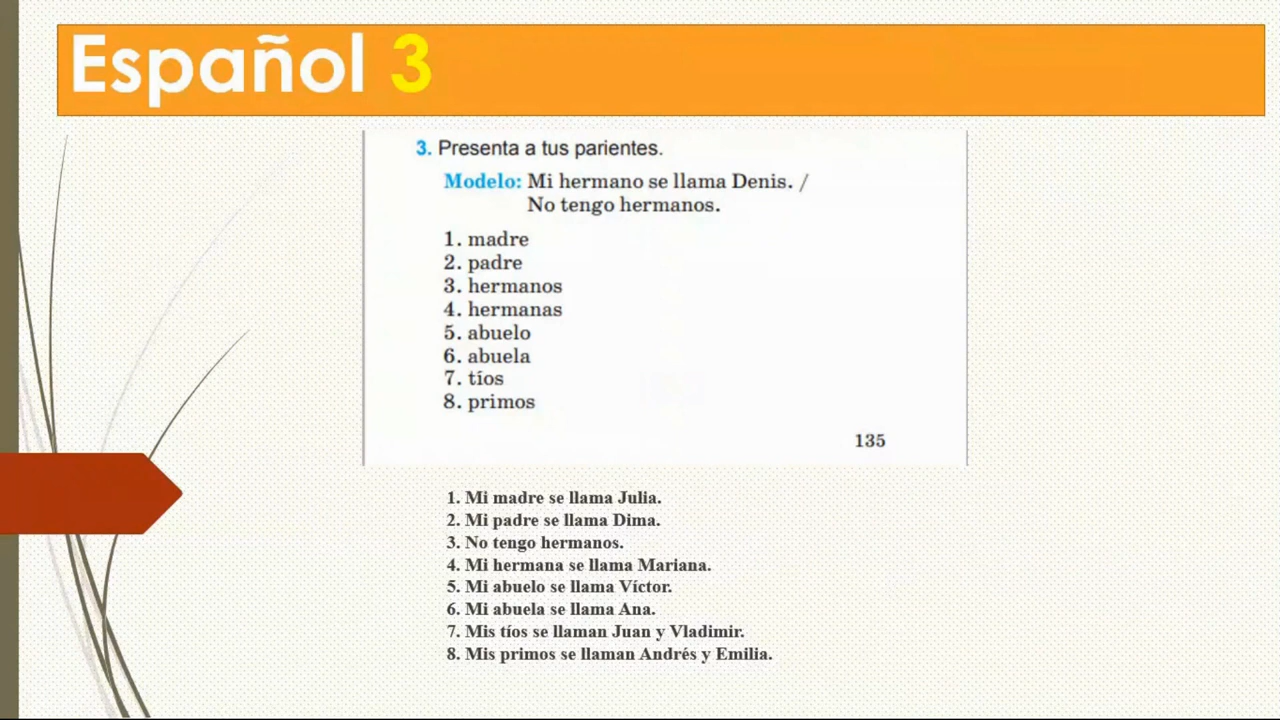 Español 3
3. Presenta a tus parientes.
Modelo: Mi hermano se llama Denis. /
No tengo hermanos.
1. madre
2. padre
3. hermanos
4. hermanas
5. abuelo
6. abuela
7. tíos
8. primos
135
1. Mi madre se llama Julia.
2. Mi padre se llama Dima.
3. No tengo hermanos.
4. Mi hermana se llama Mariana.
5. Mi abuelo se llama Víctor.
6. Mi abuela se llama Ana.
7. Mis tíos se llaman Juan y Vladimir.
8. Mis primos se llaman Andrés y Emilia.